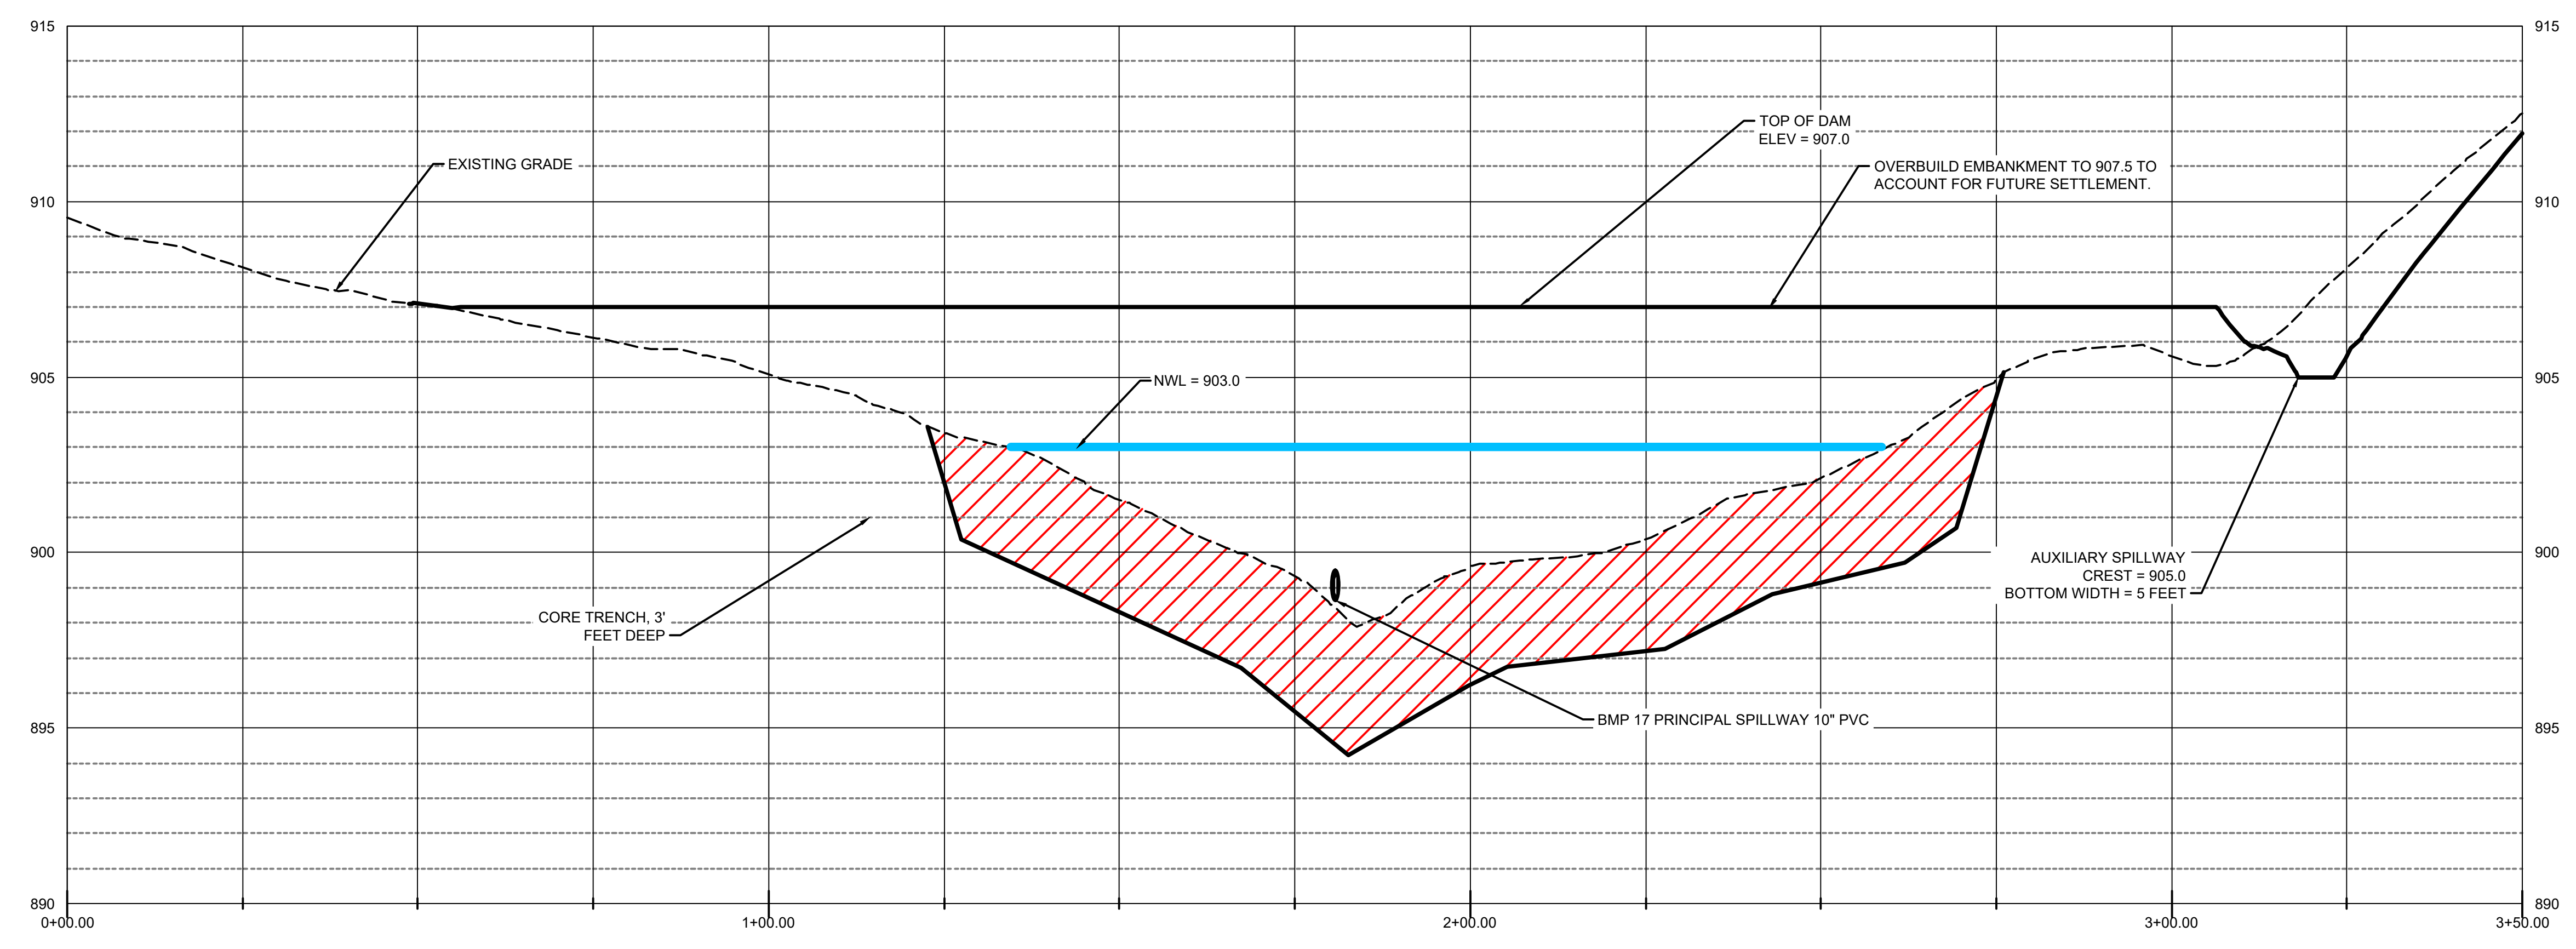 915
915
TOP OF DAM
ELEV = 907.0
EXISTING GRADE
OVERBUILD EMBANKMENT TO 907.5 TO
ACCOUNT FOR FUTURE SETTLEMENT.
910
910
905
NWL = 903.0
905
900
900
AUXILIARY SPILLWAY
CREST = 905.0
BOTTOM WIDTH = 5 FEET
CORE TRENCH, 3'
FEET DEEP
895
BMP 17 PRINCIPAL SPILLWAY 10" PVC
895
890
890
0+00.00
1+00.00
2+00.00
3+00.00
3+50.00